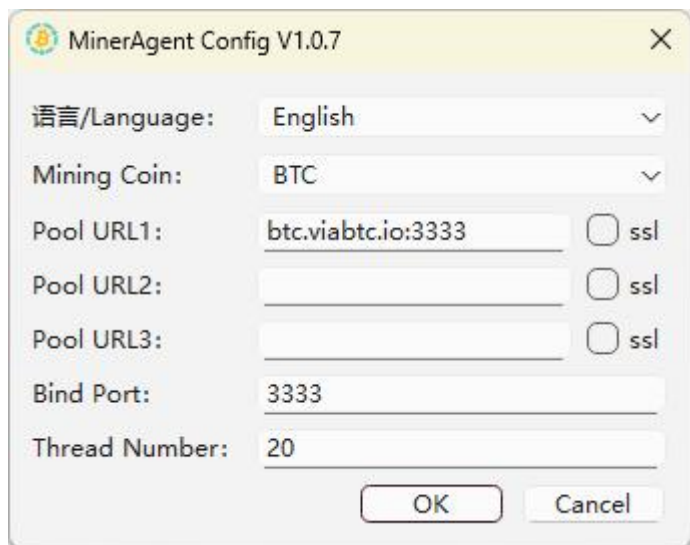 MinerAgent Config V1.0.7
语言/Language: English
Mining Coin: BTC
Pool URL1: btc.viabtc.io:3333 ssl
Pool URL2: ssl
Pool URL3: ssl
Bind Port: 3333
Thread Number: 20
OK Cancel